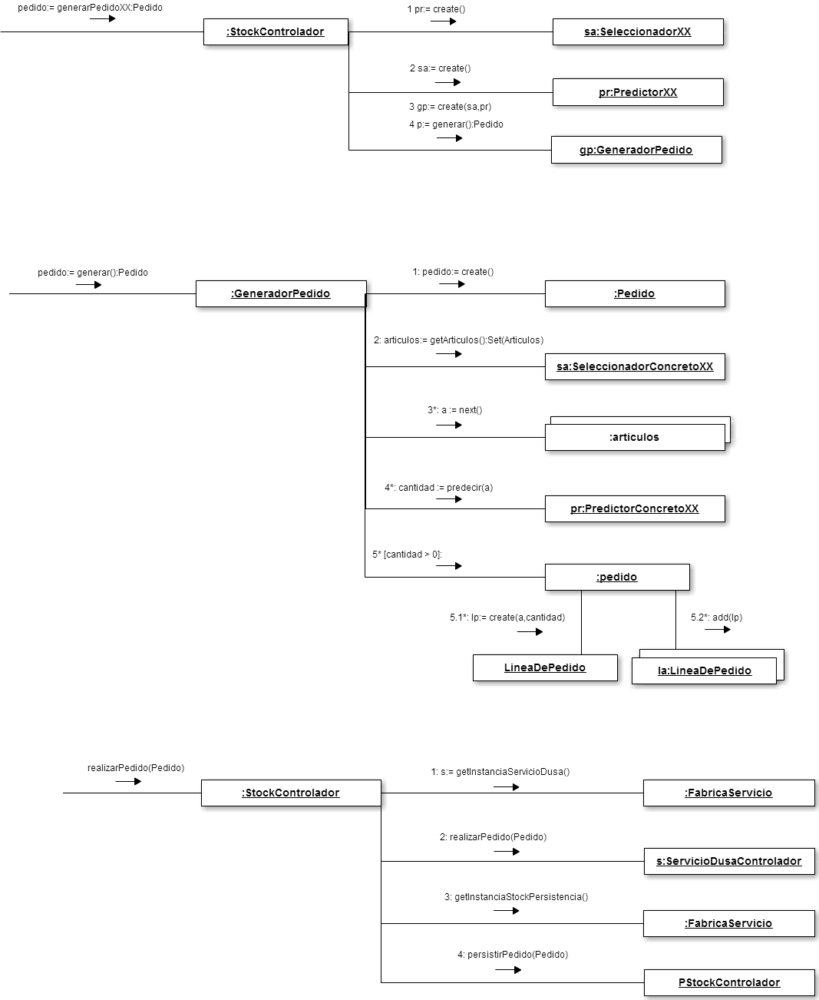 pedido:= generarPedidoXX:Pedido
:StockControlador
1 pr:= create()
sa:SeleccionadorXX
2 sa:= create()
pr:PredictorXX
3 gp:= create(sa,pr)
4 p:= generar():Pedido
gp:GeneradorPedido
pedido:= generar():Pedido
:GeneradorPedido
1: pedido:= create()
:Pedido
2: articulos:= getArticulos():Set(Articulos)
sa:SeleccionadorConcretoXX
3*: a := next()
:articulos
4*: cantidad := predecir(a)
pr:PredictorConcretoXX
5* [cantidad > 0]:
:pedido
5.1*: lp:= create(a,cantidad)
5.2*: add(lp)
LineaDePedido
la:LineaDePedido
realizarPedido(Pedido)
:StockControlador
1: s:= getInstanciaServicioDusa()
:FabricaServicio
2: realizarPedido(Pedido)
s:ServicioDusaControlador
3: getInstanciaStockPersistencia()
:FabricaServicio
4: persistirPedido(Pedido)
PStockControlador